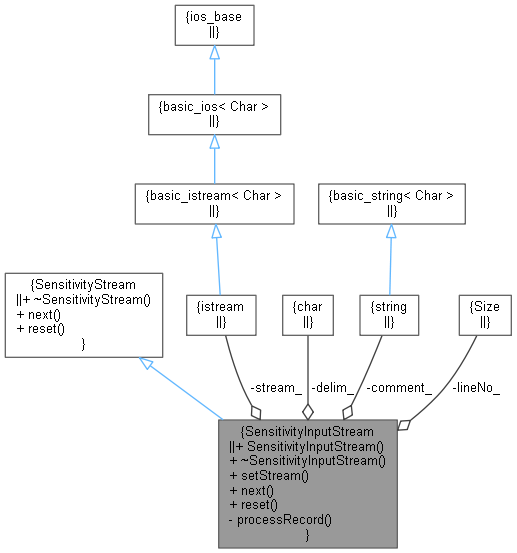 {ios_base
||}
{basic_ios< Char >
||}
{basic_istream< Char >
||}
{basic_string< Char >
||}
{SensitivityStream
||+ ~SensitivityStream()
+ next()
+ reset()
}
{istream
||}
{char
||}
{string
||}
{Size
||}
-stream_
-delim_
-comment_
-lineNo_
{SensitivityInputStream
||+ SensitivityInputStream()
+ ~SensitivityInputStream()
+ setStream()
+ next()
+ reset()
- processRecord()
}